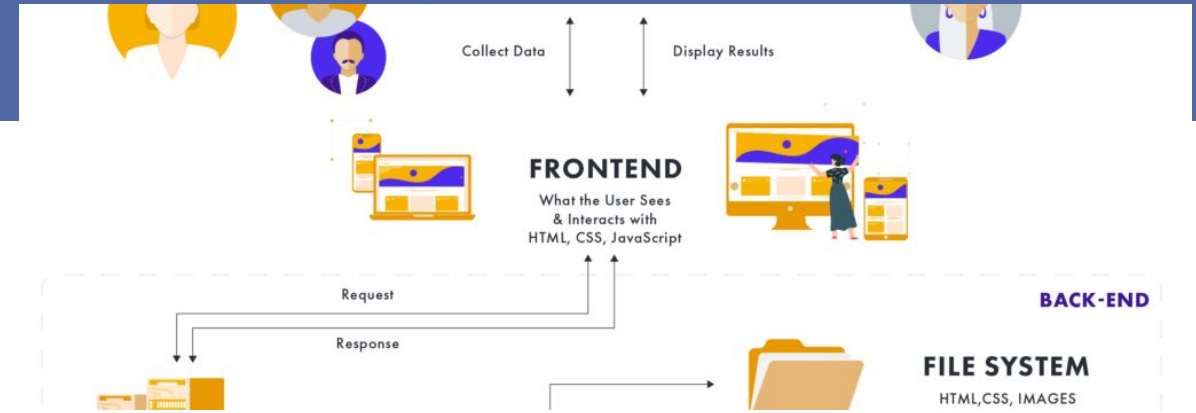 Collect Data
Display Results
FRONTEND
What the User Sees
& Interacts with
HTML, CSS, JavaScript
Request
BACK-END
Response
FILE SYSTEM
HTML,CSS, IMAGES